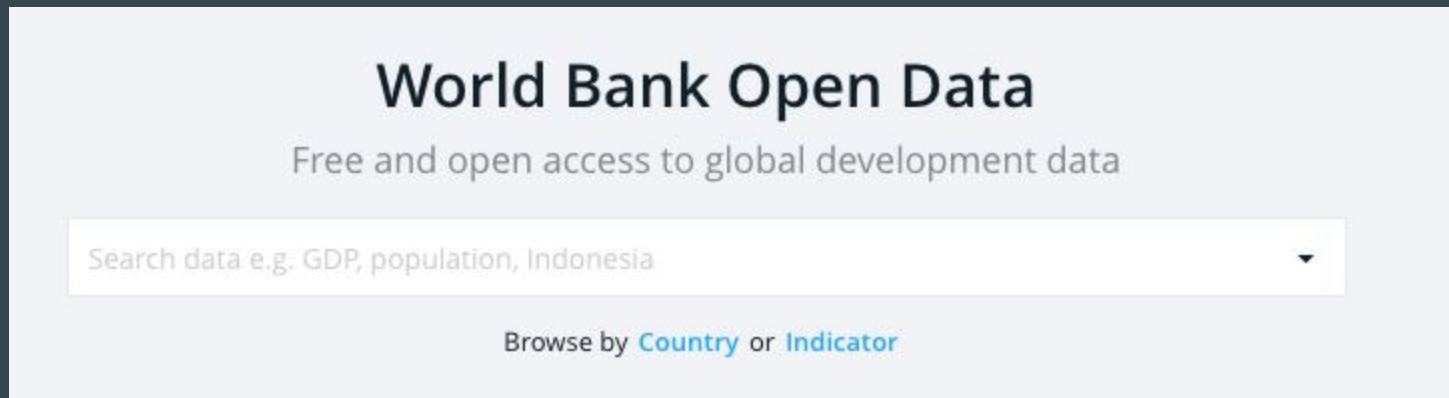 World Bank Open Data
Free and open access to global development data
Search data e.g. GDP, population, Indonesia
Browse by Country or Indicator